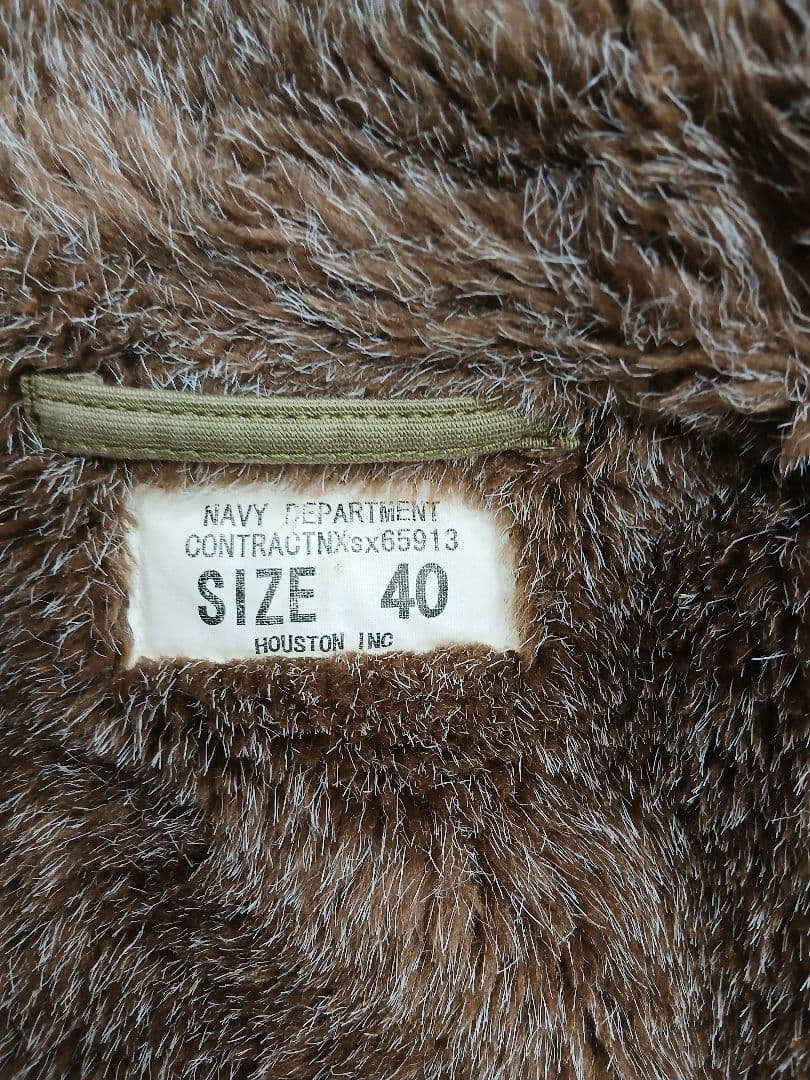 NAVY DEPARTMENT
CONTRACTNXsx65913
SIZE 40
HOUSTON INC